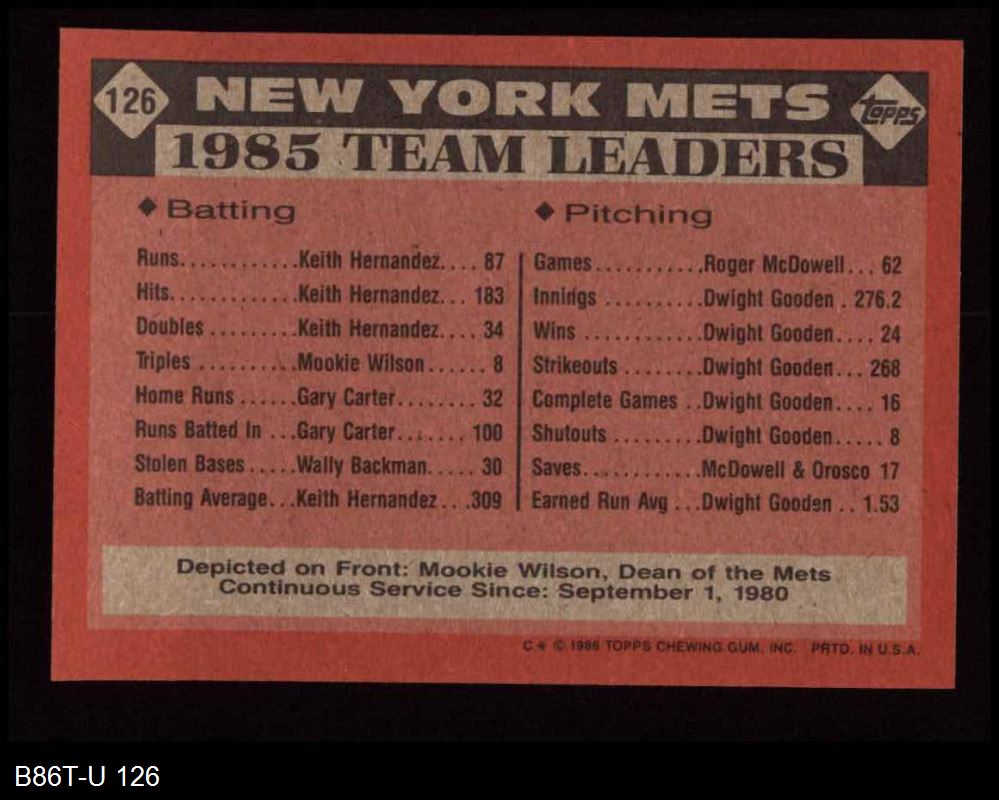 126 NEW YORK METS topps
1985 TEAM LEADERS
◆ Batting
Runs............Keith Hernandez.... 87
Hits............Keith Hernandez... 183
Doubles.........Keith Hernandez.... 34
Triples..........Mookie Wilson...... 8
Home Runs......Gary Carter........ 32
Runs Batted In...Gary Carter....... 100
Stolen Bases.....Wally Backman..... 30
Batting Average...Keith Hernandez...309
◆ Pitching
Games...........Roger McDowell... 62
Innings..........Dwight Gooden. 276.2
Wins............Dwight Gooden.... 24
Strikeouts........Dwight Gooden... 268
Complete Games..Dwight Gooden.... 16
Shutouts.........Dwight Gooden..... 8
Saves............McDowell & Orosco 17
Earned Run Avg...Dwight Gooden.. 1.53
Depicted on Front: Mookie Wilson, Dean of the Mets
Continuous Service Since: September 1, 1980
C* © 1986 TOPPS CHEWING GUM, INC. PRTD. IN U.S.A.
B86T-U 126